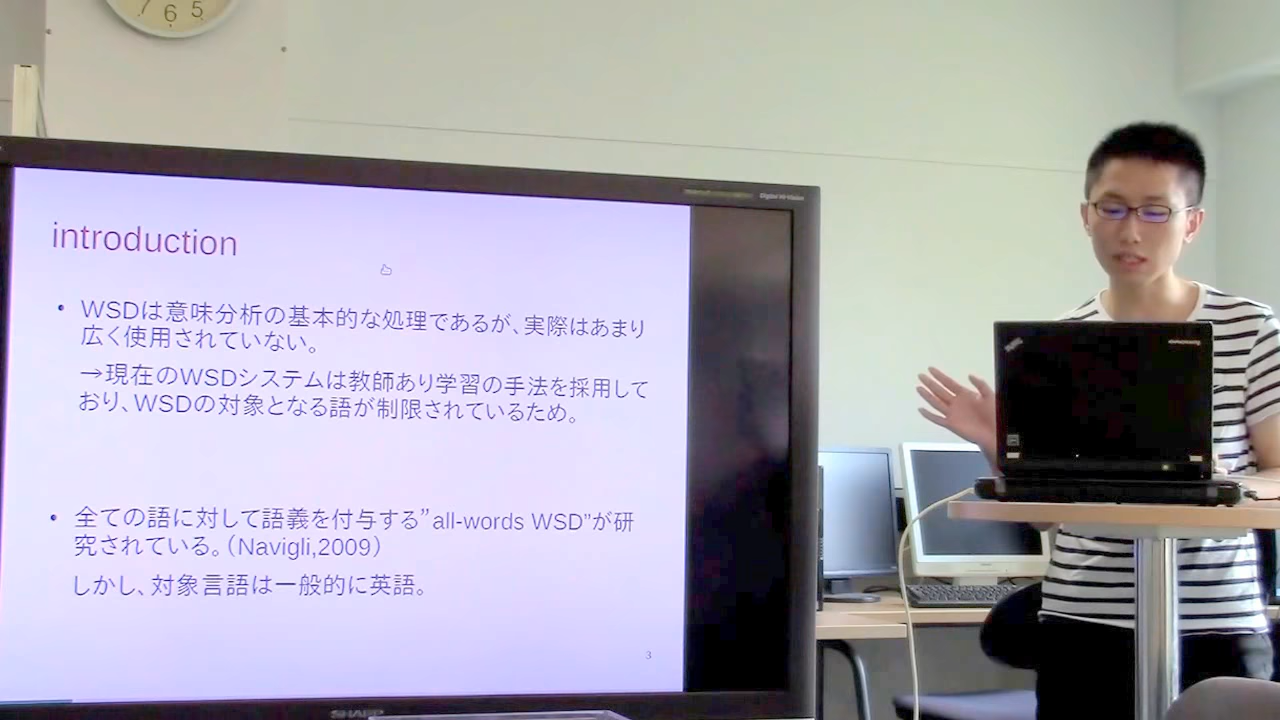 7 6 5
Digital Hi-Vision
introduction
• WSDは意味分析の基本的な処理であるが、実際はあまり
広く使用されていない。
→現在のWSDシステムは教師あり学習の手法を採用して
おり、WSDの対象となる語が制限されているため。
• 全ての語に対して語義を付与する”all-words WSD”が研
究されている。（Navigli,2009）
しかし、対象言語は一般的に英語。
3
SHARP